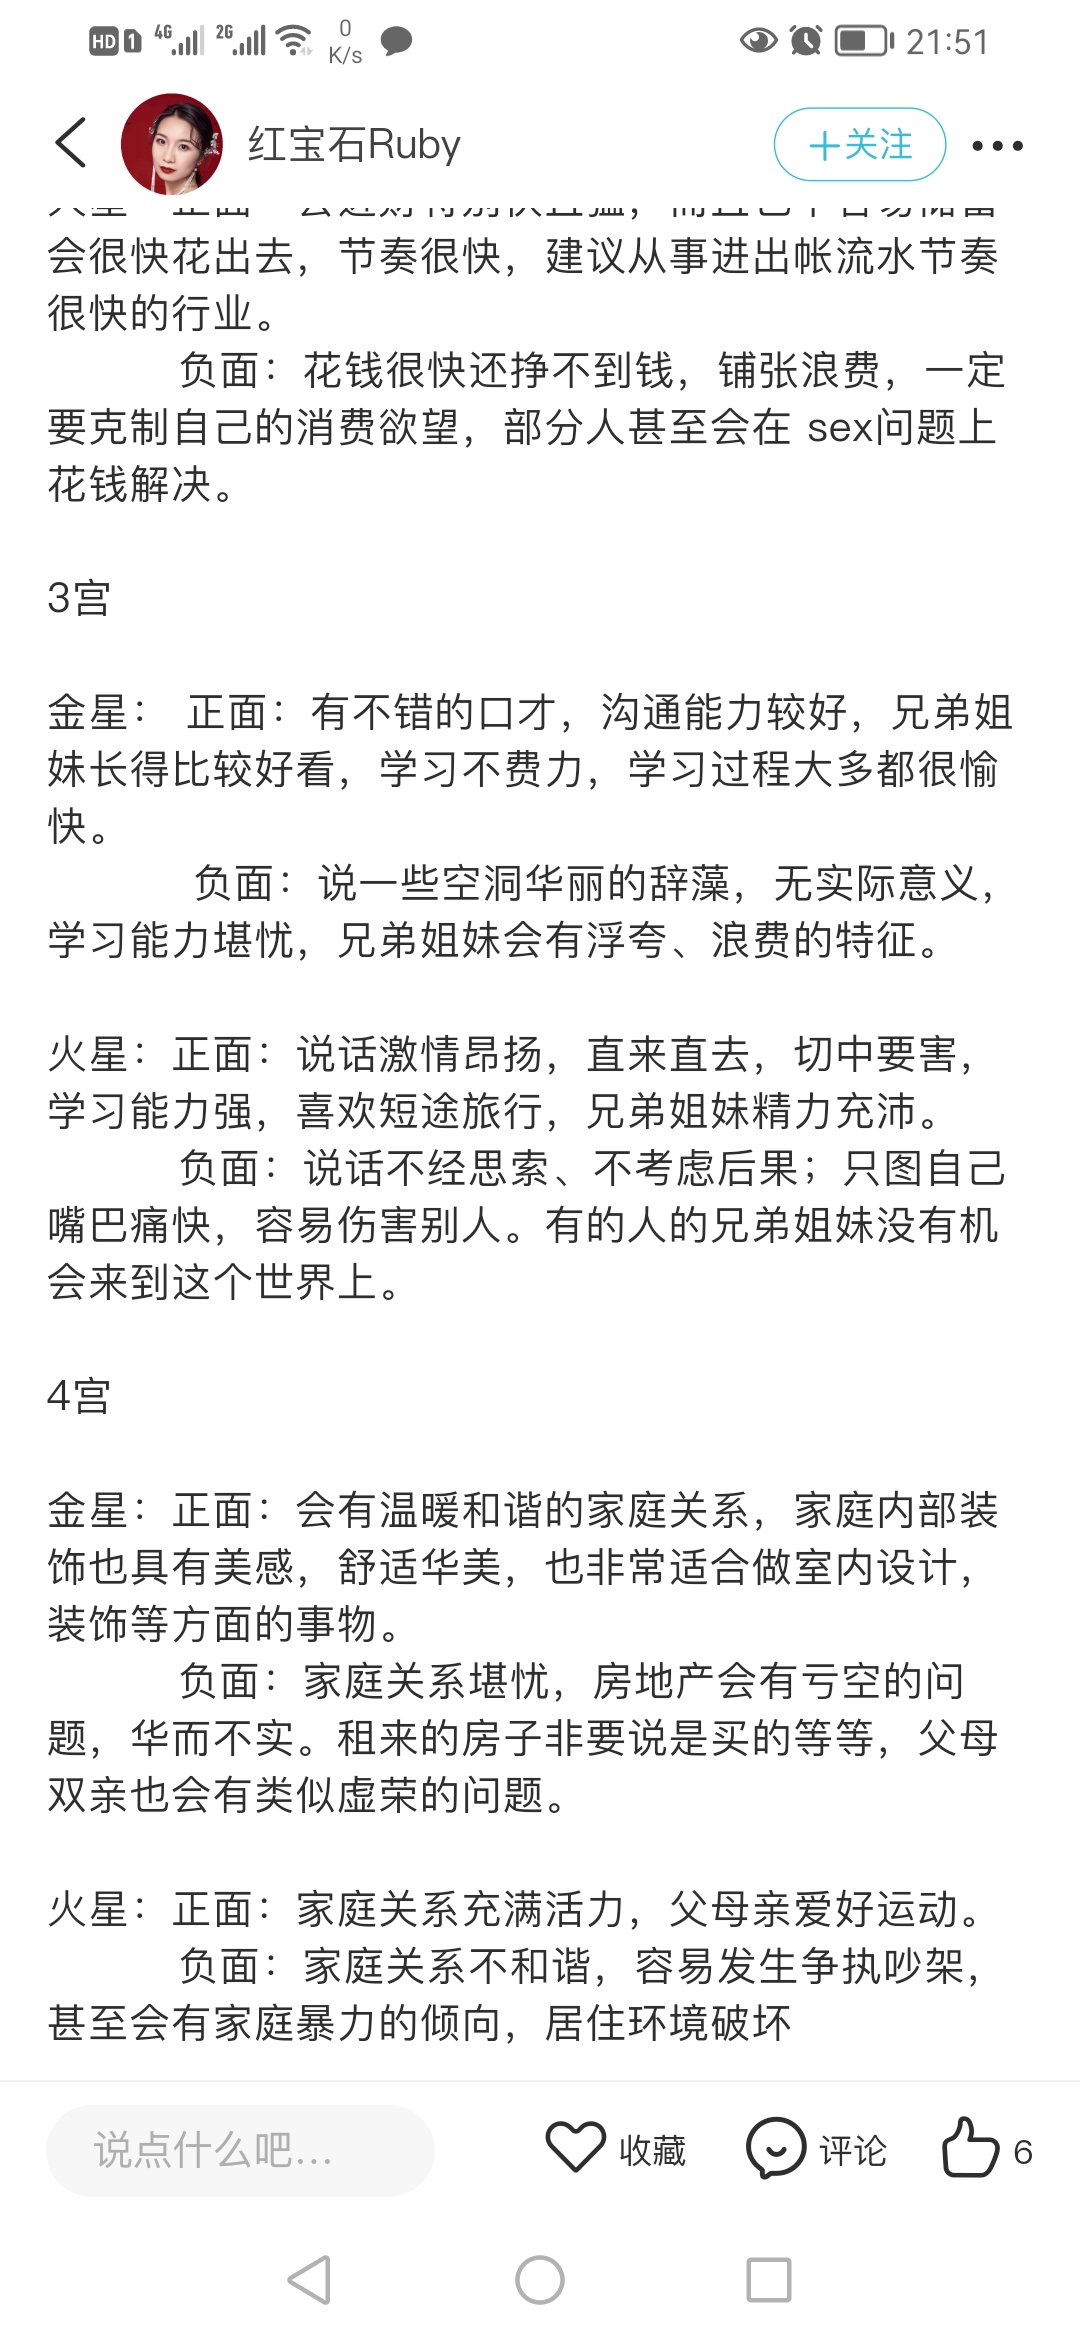 HD 1 4G 2G 0 K/s 21:51
红宝石Ruby
+关注
会很快花出去，节奏很快，建议从事进出帐流水节奏
很快的行业。
负面：花钱很快还挣不到钱，铺张浪费，一定
要克制自己的消费欲望，部分人甚至会在 sex问题上
花钱解决。
3宫
金星： 正面：有不错的口才，沟通能力较好，兄弟姐
妹长得比较好看，学习不费力，学习过程大多都很愉
快。
负面：说一些空洞华丽的辞藻，无实际意义，
学习能力堪忧，兄弟姐妹会有浮夸、浪费的特征。
火星：正面：说话激情昂扬，直来直去，切中要害，
学习能力强，喜欢短途旅行，兄弟姐妹精力充沛。
负面：说话不经思索、不考虑后果；只图自己
嘴巴痛快，容易伤害别人。有的人的兄弟姐妹没有机
会来到这个世界上。
4宫
金星：正面：会有温暖和谐的家庭关系，家庭内部装
饰也具有美感，舒适华美，也非常适合做室内设计，
装饰等方面的事物。
负面：家庭关系堪忧，房地产会有亏空的问
题，华而不实。租来的房子非要说是买的等等，父母
双亲也会有类似虚荣的问题。
火星：正面：家庭关系充满活力，父母亲爱好运动。
负面：家庭关系不和谐，容易发生争执吵架，
甚至会有家庭暴力的倾向，居住环境破坏
说点什么吧... 收藏 评论 6